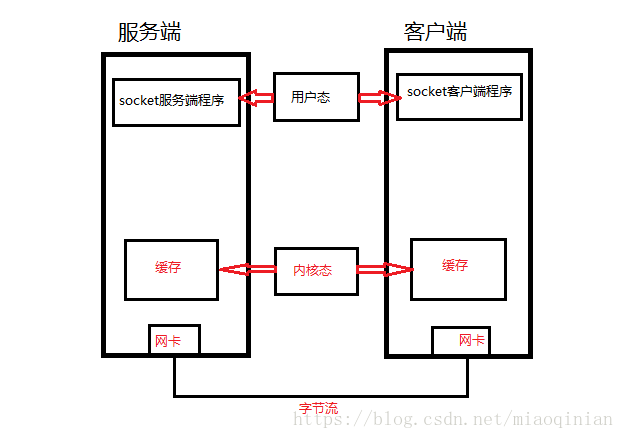 服务端
客户端
socket服务端程序
用户态
socket客户端程序
缓存
内核态
缓存
网卡
网卡
字节流
https://blog.csdn.net/miaoqinian